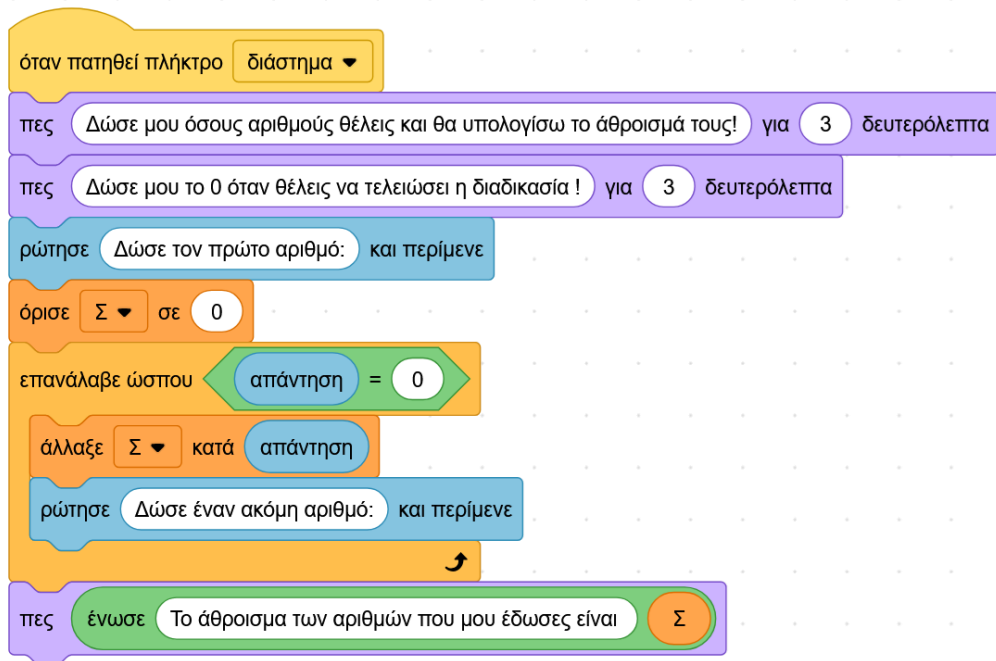 όταν πατηθεί πλήκτρο διάστημα
πες Δώσε μου όσους αριθμούς θέλεις και θα υπολογίσω το άθροισμά τους! για 3 δευτερόλεπτα
πες Δώσε μου το 0 όταν θέλεις να τελειώσει η διαδικασία ! για 3 δευτερόλεπτα
ρώτησε Δώσε τον πρώτο αριθμό: και περίμενε
όρισε Σ σε 0
επανάλαβε ώσπου απάντηση = 0
άλλαξε Σ κατά απάντηση
ρώτησε Δώσε έναν ακόμη αριθμό: και περίμενε
πες ένωσε Το άθροισμα των αριθμών που μου έδωσες είναι Σ